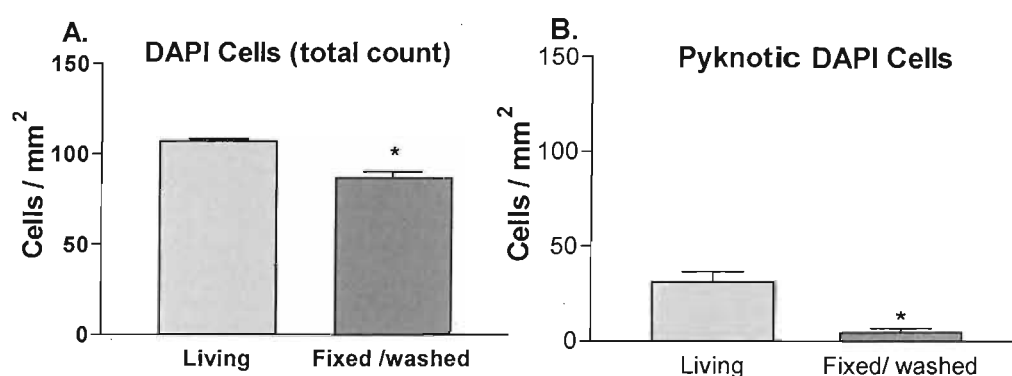 A.
DAPI Cells (total count)
150
100
50
0
Cells / mm²
*
Living
Fixed /washed
B.
Pyknotic DAPI Cells
150
100
50
0
Cells / mm²
*
Living
Fixed/ washed